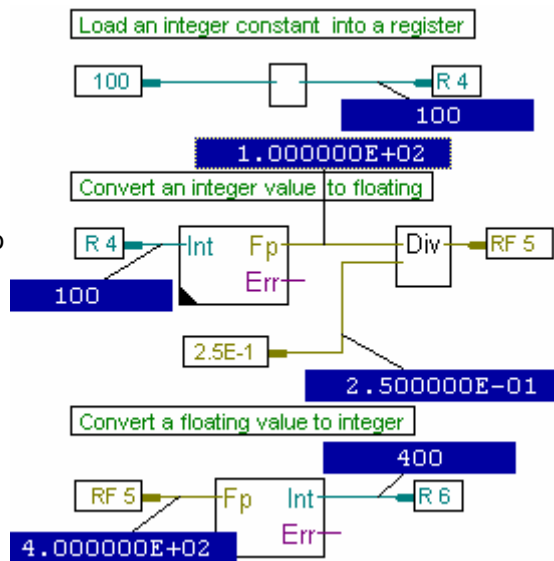 Load an integer constant into a register
100
R 4
100
1.000000E+02
Convert an integer value to floating
R 4
Int
Fp
Err
Div
RF 5
100
2.5E-1
2.500000E-01
Convert a floating value to integer
400
RF 5
Fp
Int
Err
R 6
4.000000E+02